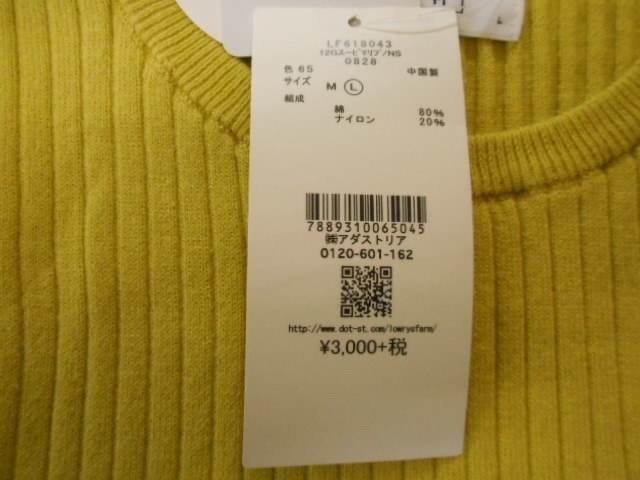 LF618043
12Gスーピマリブ/NS
0828
色 65 中国製
サイズ M L
組成
綿 80%
ナイロン 20%
7889310065045
㈱アダストリア
0120-601-162
http://www.dot-st.com/lowrysfarm/
¥3,000+税
L